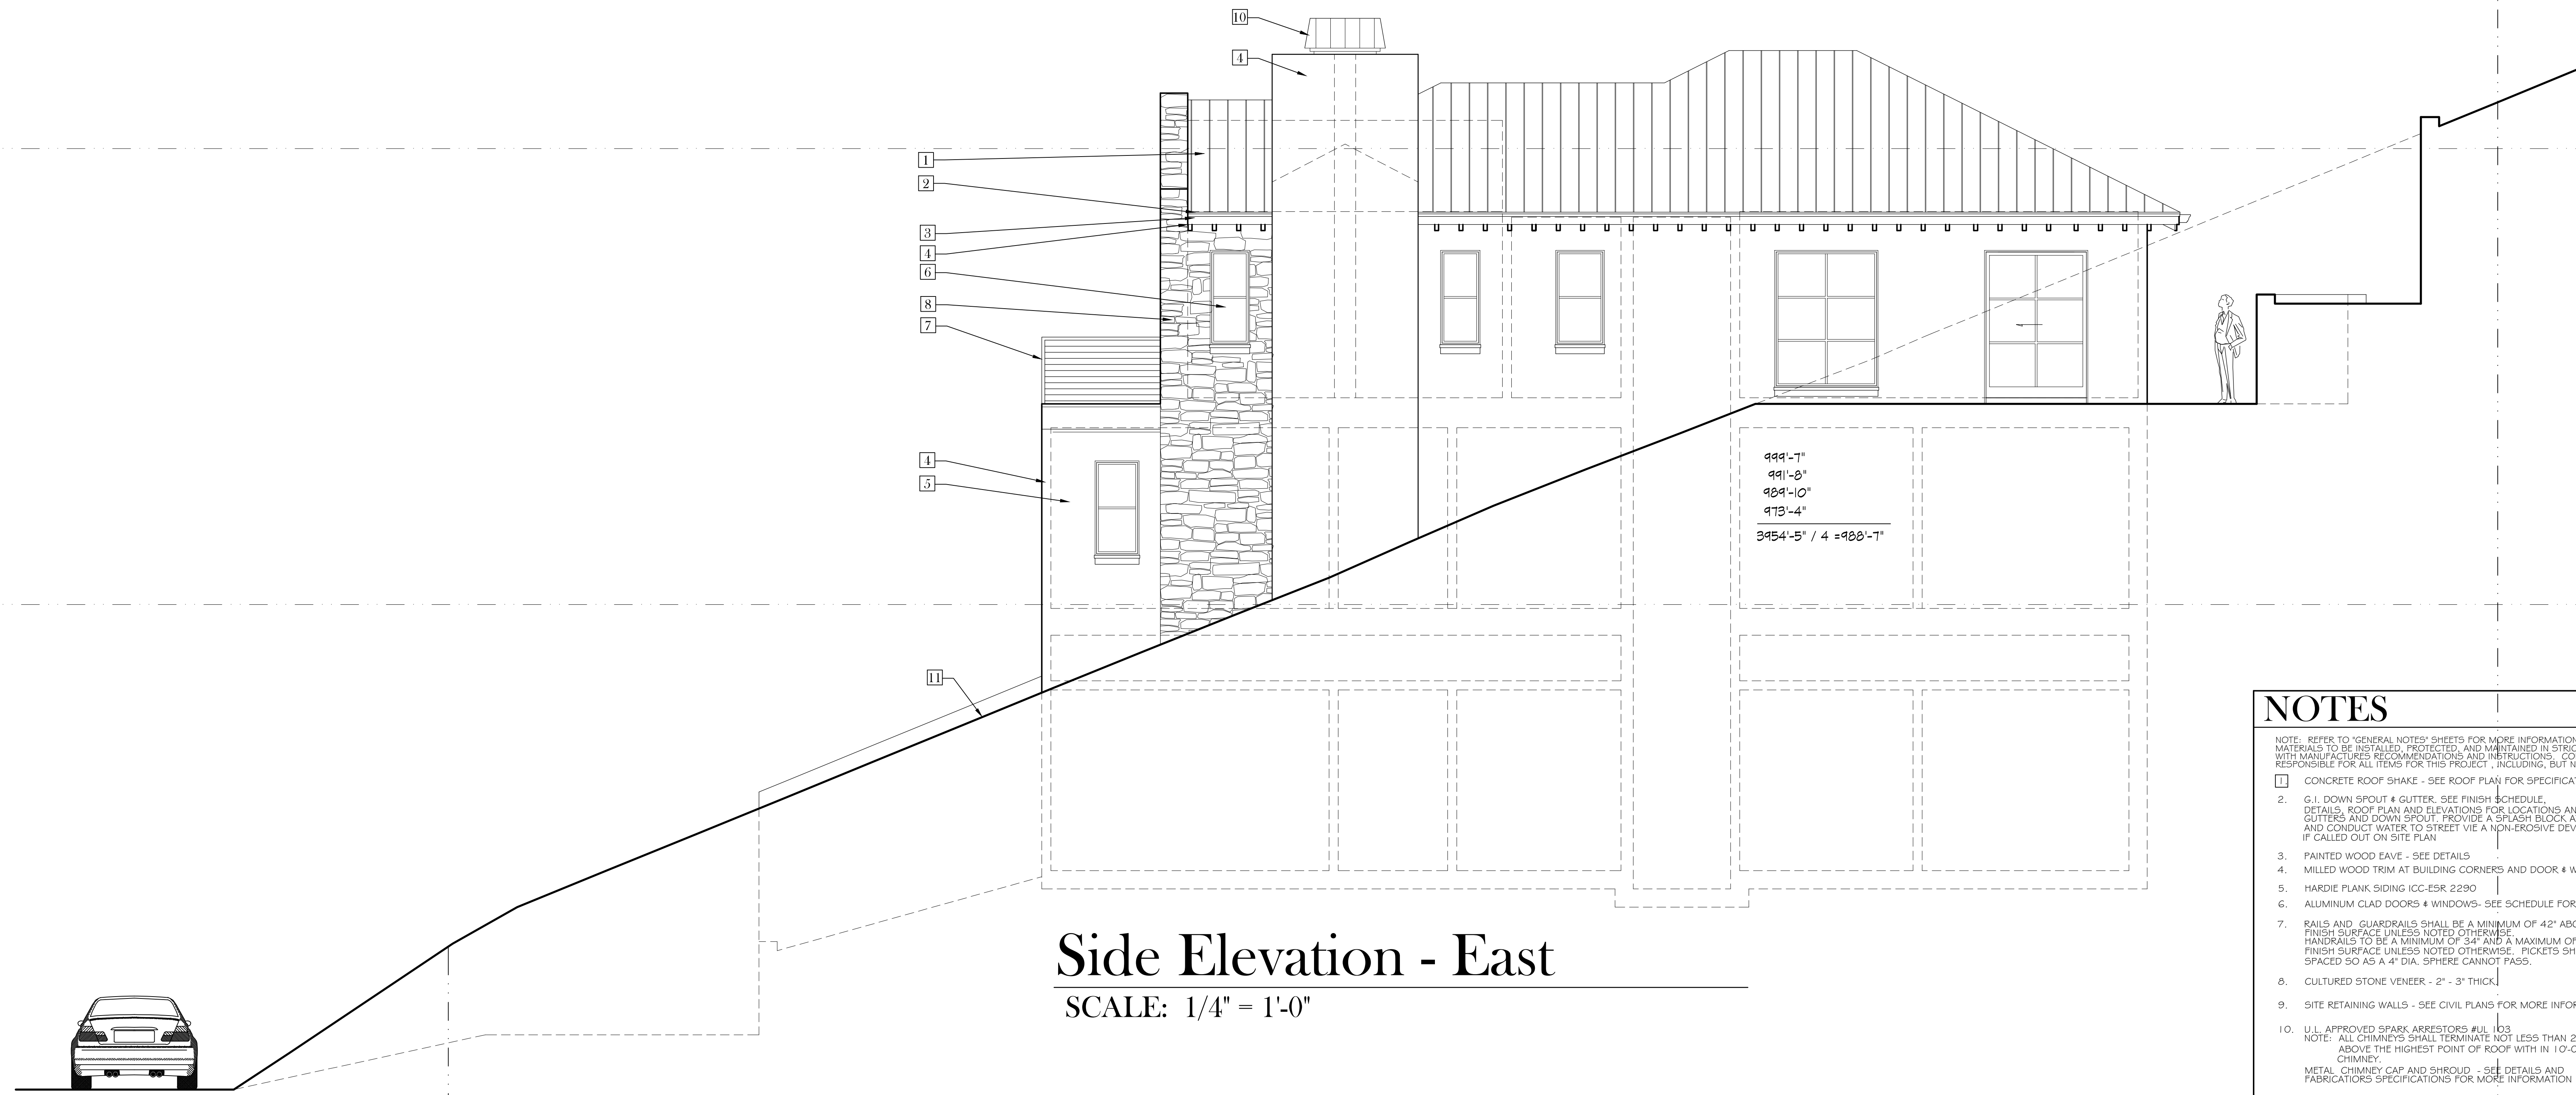 10
4
1
2
3
4
6
8
7
4
5
11
999'-7"
991'-8"
989'-10"
973'-4"
3954'-5" / 4 =988'-7"
Side Elevation - East
SCALE: 1/4" = 1'-0"
NOTES
NOTE: REFER TO "GENERAL NOTES" SHEETS FOR MORE INFORMATION
MATERIALS TO BE INSTALLED, PROTECTED, AND MAINTAINED IN STRIC
WITH MANUFACTURES RECOMMENDATIONS AND INSTRUCTIONS. CO
RESPONSIBLE FOR ALL ITEMS FOR THIS PROJECT , INCLUDING, BUT N
1. CONCRETE ROOF SHAKE - SEE ROOF PLAN FOR SPECIFICAT
2. G.I. DOWN SPOUT & GUTTER. SEE FINISH SCHEDULE,
DETAILS, ROOF PLAN AND ELEVATIONS FOR LOCATIONS AN
GUTTERS AND DOWN SPOUT. PROVIDE A SPLASH BLOCK A
AND CONDUCT WATER TO STREET VIE A NON-EROSIVE DEV
IF CALLED OUT ON SITE PLAN
3. PAINTED WOOD EAVE - SEE DETAILS
4. MILLED WOOD TRIM AT BUILDING CORNERS AND DOOR & W
5. HARDIE PLANK SIDING ICC-ESR 2290
6. ALUMINUM CLAD DOORS & WINDOWS- SEE SCHEDULE FOR
7. RAILS AND GUARDRAILS SHALL BE A MINIMUM OF 42" ABO
FINISH SURFACE UNLESS NOTED OTHERWISE.
HANDRAILS TO BE A MINIMUM OF 34" AND A MAXIMUM OF
FINISH SURFACE UNLESS NOTED OTHERWISE. PICKETS SH
SPACED SO AS A 4" DIA. SPHERE CANNOT PASS.
8. CULTURED STONE VENEER - 2" - 3" THICK.
9. SITE RETAINING WALLS - SEE CIVIL PLANS FOR MORE INFOR
10. U.L. APPROVED SPARK ARRESTORS #UL 103
NOTE: ALL CHIMNEYS SHALL TERMINATE NOT LESS THAN 2
ABOVE THE HIGHEST POINT OF ROOF WITH IN 10'-0
CHIMNEY.
METAL CHIMNEY CAP AND SHROUD - SEE DETAILS AND
FABRICATIORS SPECIFICATIONS FOR MORE INFORMATION